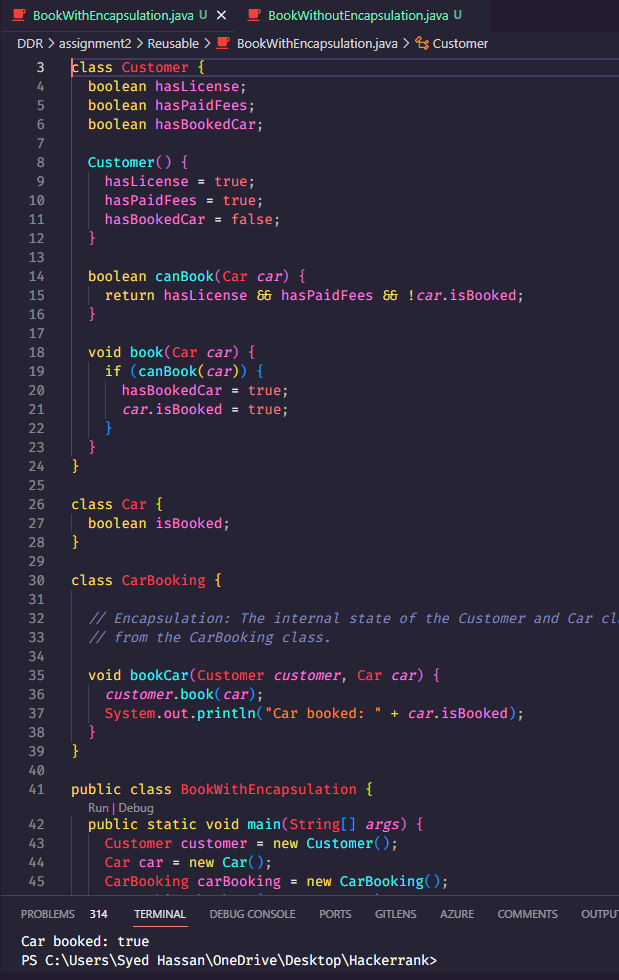 BookWithEncapsulation.java U × BookWithoutEncapsulation.java U
DDR > assignment2 > Reusable > BookWithEncapsulation.java > Customer
3 class Customer {
4 boolean hasLicense;
5 boolean hasPaidFees;
6 boolean hasBookedCar;
7
8 Customer() {
9 hasLicense = true;
10 hasPaidFees = true;
11 hasBookedCar = false;
12 }
13
14 boolean canBook(Car car) {
15 return hasLicense && hasPaidFees && !car.isBooked;
16 }
17
18 void book(Car car) {
19 if (canBook(car)) {
20 hasBookedCar = true;
21 car.isBooked = true;
22 }
23 }
24 }
25
26 class Car {
27 boolean isBooked;
28 }
29
30 class CarBooking {
31
32 // Encapsulation: The internal state of the Customer and Car cl
33 // from the CarBooking class.
34
35 void bookCar(Customer customer, Car car) {
36 customer.book(car);
37 System.out.println("Car booked: " + car.isBooked);
38 }
39 }
40
41 public class BookWithEncapsulation {
Run | Debug
42 public static void main(String[] args) {
43 Customer customer = new Customer();
44 Car car = new Car();
45 CarBooking carBooking = new CarBooking();
PROBLEMS 314 TERMINAL DEBUG CONSOLE PORTS GITLENS AZURE COMMENTS OUTPU
Car booked: true
PS C:\Users\Syed Hassan\OneDrive\Desktop\Hackerrank>